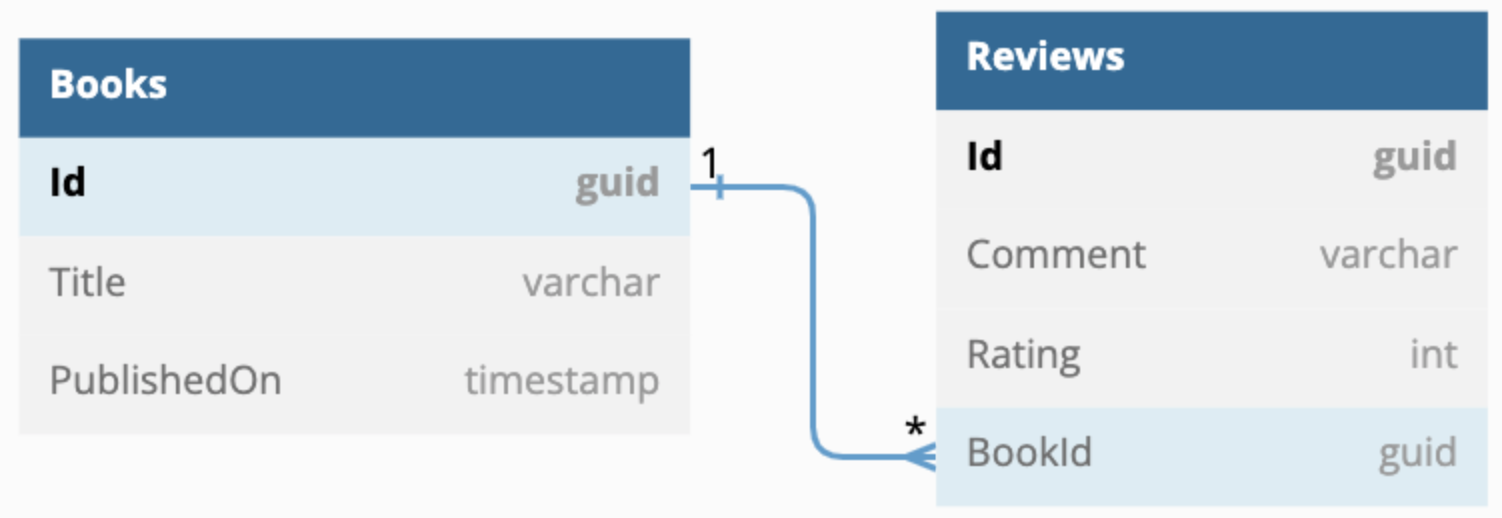 Books
Id guid
Title varchar
PublishedOn timestamp
1
*
Reviews
Id guid
Comment varchar
Rating int
BookId guid